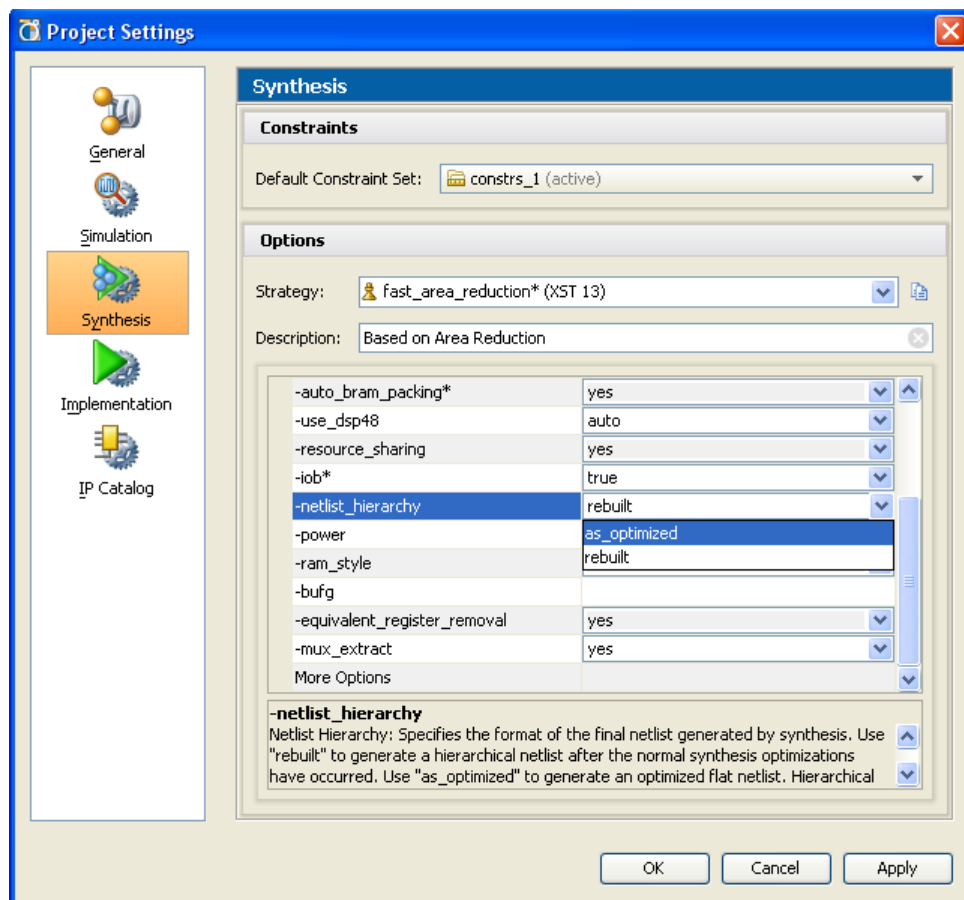 Project Settings
General
Simulation
Synthesis
Implementation
IP Catalog
Synthesis
Constraints
Default Constraint Set: constrs_1 (active)
Options
Strategy: fast_area_reduction* (XST 13)
Description: Based on Area Reduction
-auto_bram_packing* yes
-use_dsp48 auto
-resource_sharing yes
-iob* true
-netlist_hierarchy rebuilt
-power as_optimized
-ram_style rebuilt
-bufg
-equivalent_register_removal yes
-mux_extract yes
More Options
-netlist_hierarchy
Netlist Hierarchy: Specifies the format of the final netlist generated by synthesis. Use
"rebuilt" to generate a hierarchical netlist after the normal synthesis optimizations
have occurred. Use "as_optimized" to generate an optimized flat netlist. Hierarchical
OK Cancel Apply